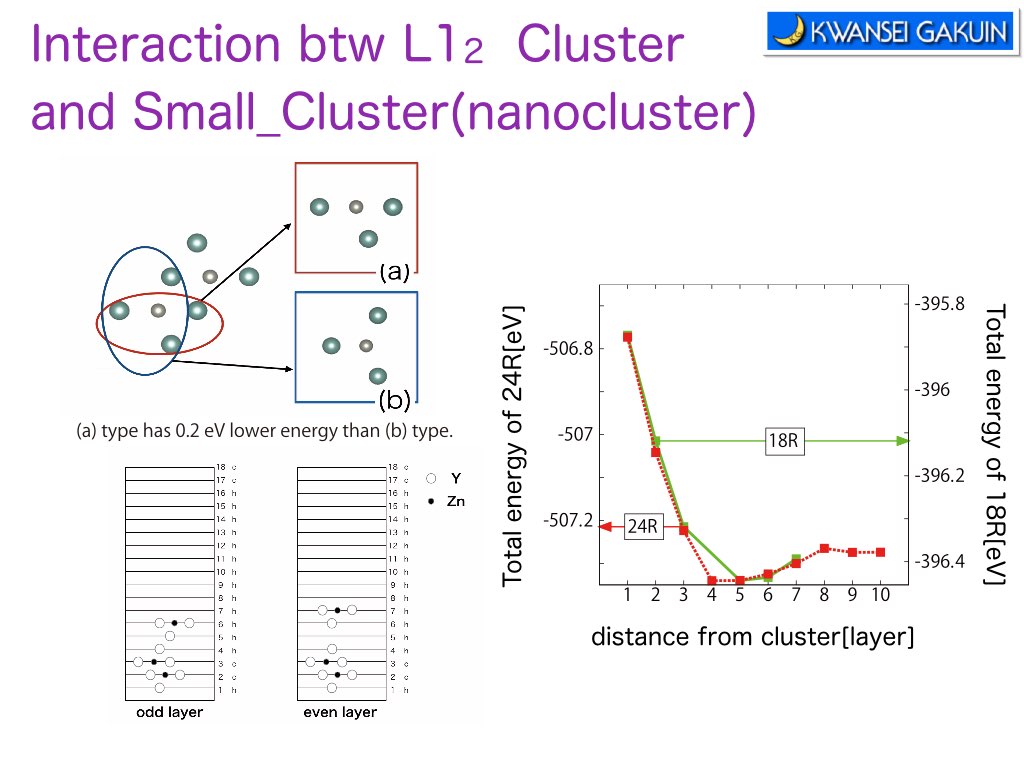 Interaction btw L1₂ Cluster
and Small_Cluster(nanocluster)
KWANSEI GAKUIN
(a)
(b)
(a) type has 0.2 eV lower energy than (b) type.
18 c
17 c
16 h
15 h
14 h
13 h
12 h
11 h
10 h
9 h
8 h
7 h
6 h
5 h
4 h
3 c
2 c
1 h
odd layer
18 c
17 c
16 h
15 h
14 h
13 h
12 h
11 h
10 h
9 h
8 h
7 h
6 h
5 h
4 h
3 c
2 c
1 h
even layer
Y
Zn
Total energy of 24R[eV]
-506.8
-507
-507.2
18R
24R
-395.8
-396
-396.2
-396.4
Total energy of 18R[eV]
1 2 3 4 5 6 7 8 9 10
distance from cluster[layer]